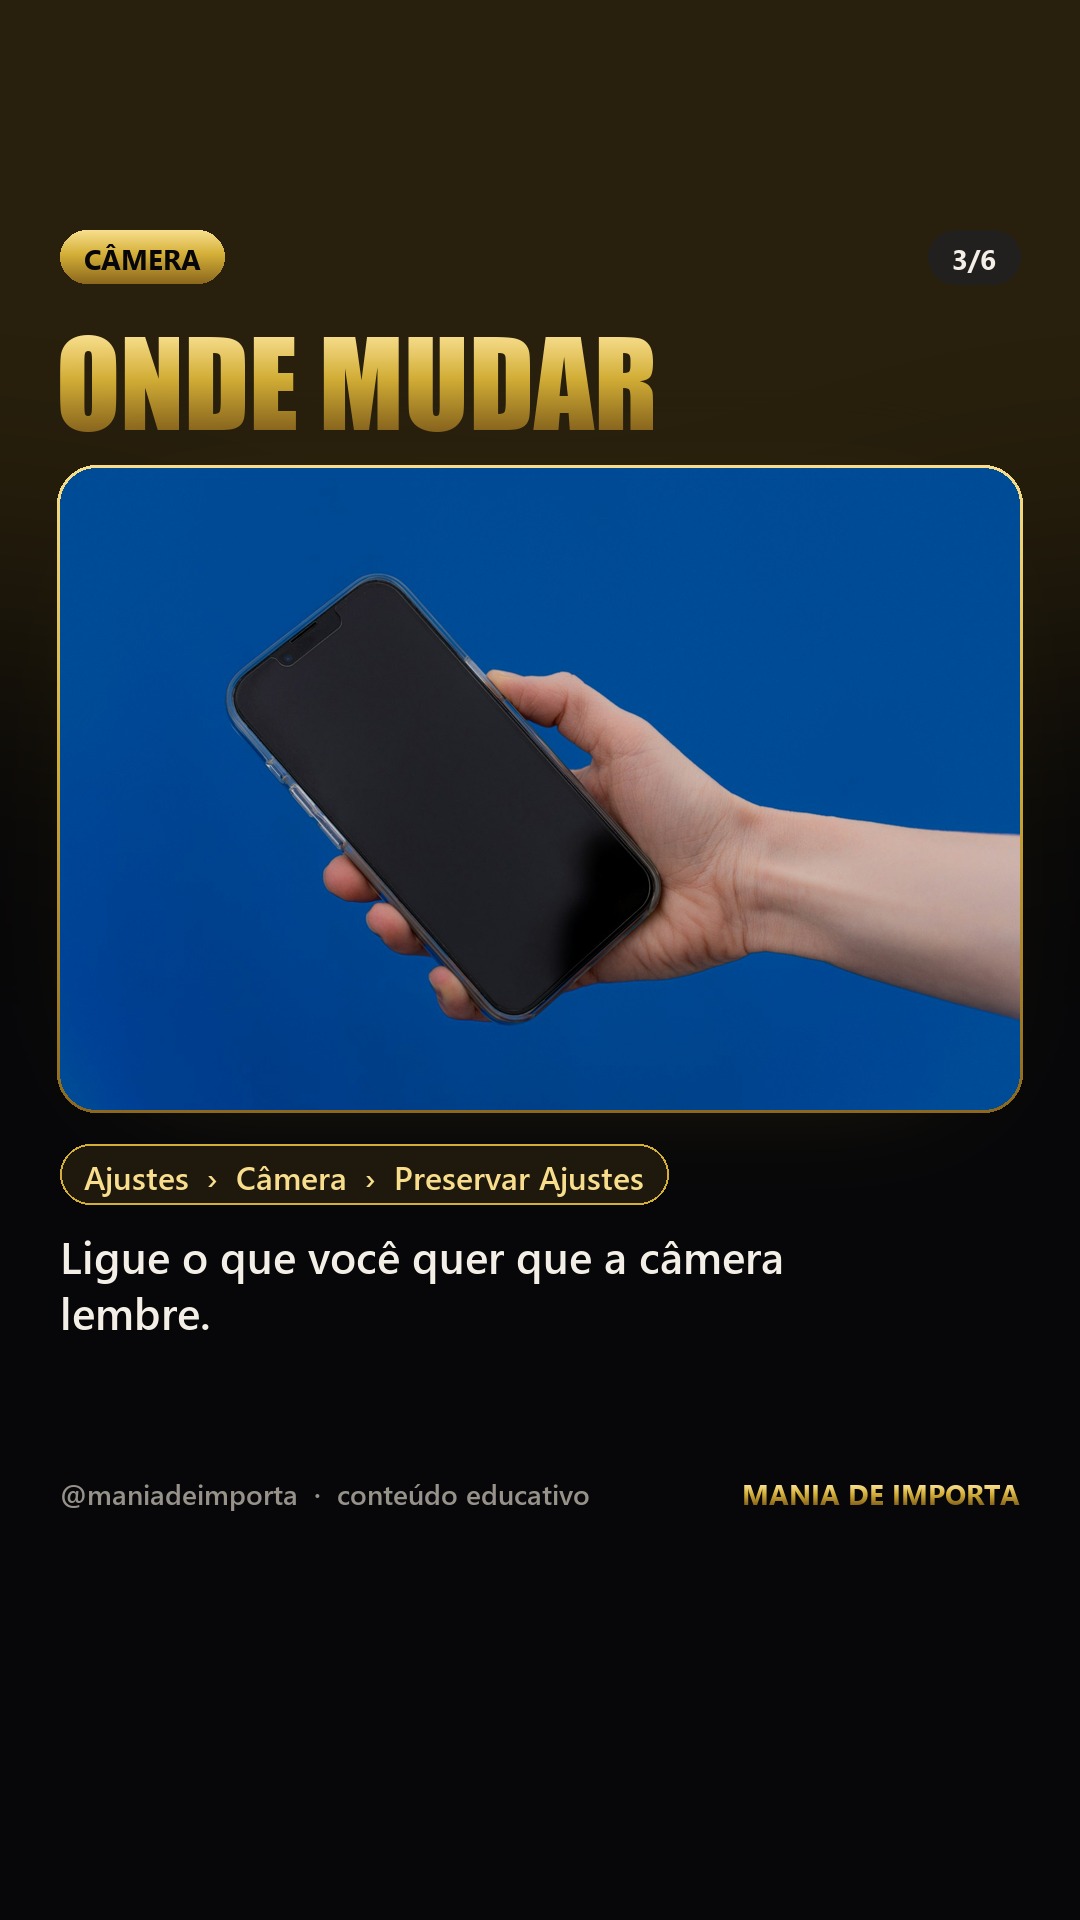 CÂMERA
3/6
ONDE MUDAR
Ajustes › Câmera › Preservar Ajustes
Ligue o que você quer que a câmera
lembre.
@maniadeimporta · conteúdo educativo
MANIA DE IMPORTA